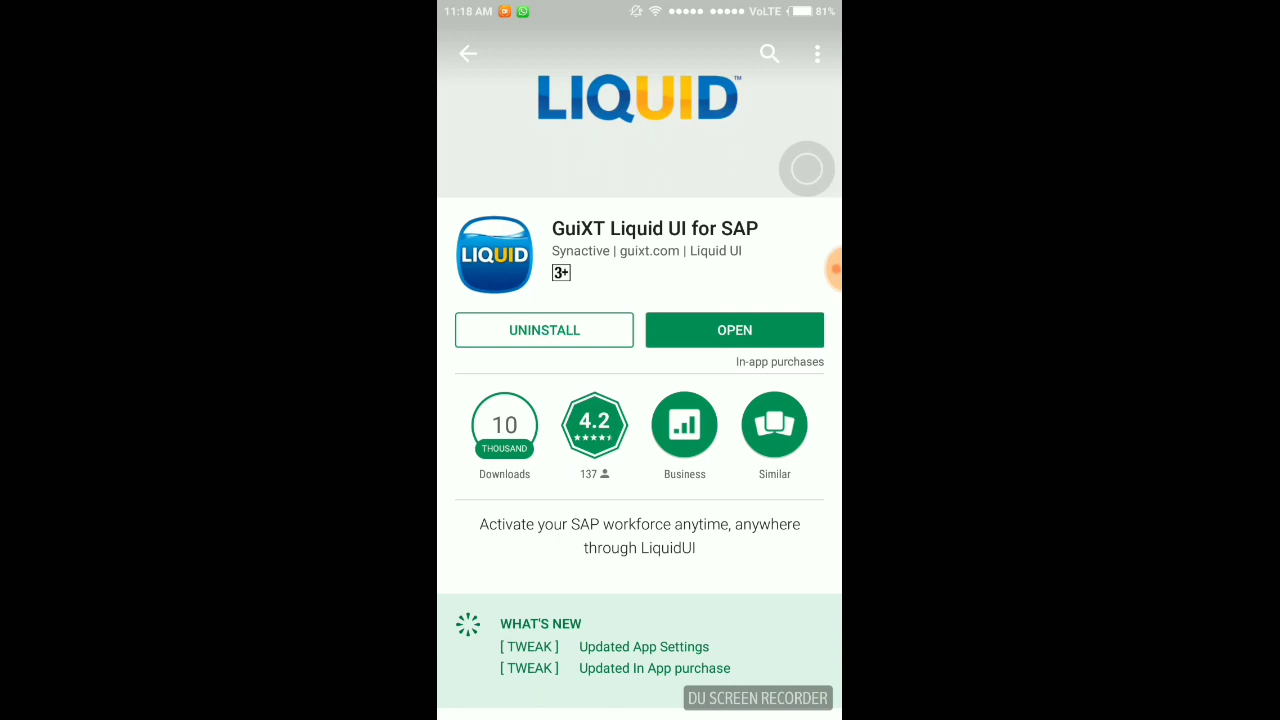 11:18 AM VoLTE 81%
LIQUID™
LIQUID
GuiXT Liquid UI for SAP
Synactive | guixt.com | Liquid UI
3+
UNINSTALL OPEN
In-app purchases
10 4.2
THOUSAND
Downloads 137 Business Similar
Activate your SAP workforce anytime, anywhere
through LiquidUI
WHAT'S NEW
[ TWEAK ] Updated App Settings
[ TWEAK ] Updated In App purchase
DU SCREEN RECORDER